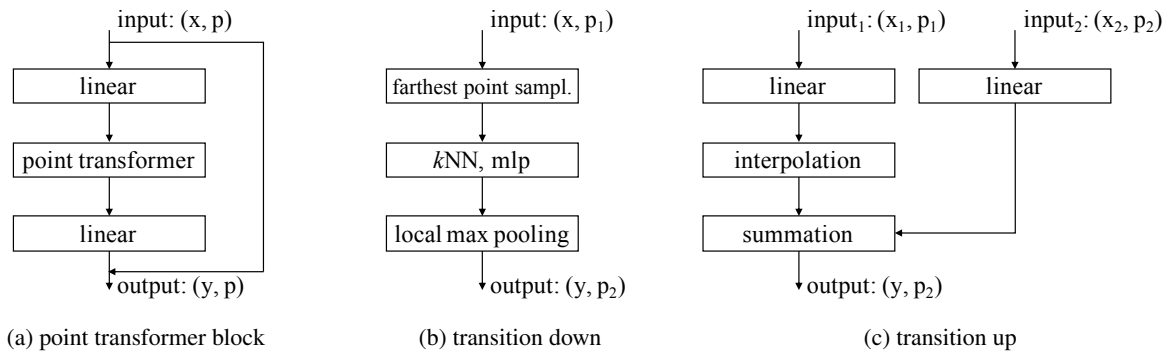 input: (x, p)
linear
point transformer
linear
output: (y, p)
(a) point transformer block
input: (x, p₁)
farthest point sampl.
kNN, mlp
local max pooling
output: (y, p₂)
(b) transition down
input₁: (x₁, p₁)
input₂: (x₂, p₂)
linear
linear
interpolation
summation
output: (y, p₂)
(c) transition up